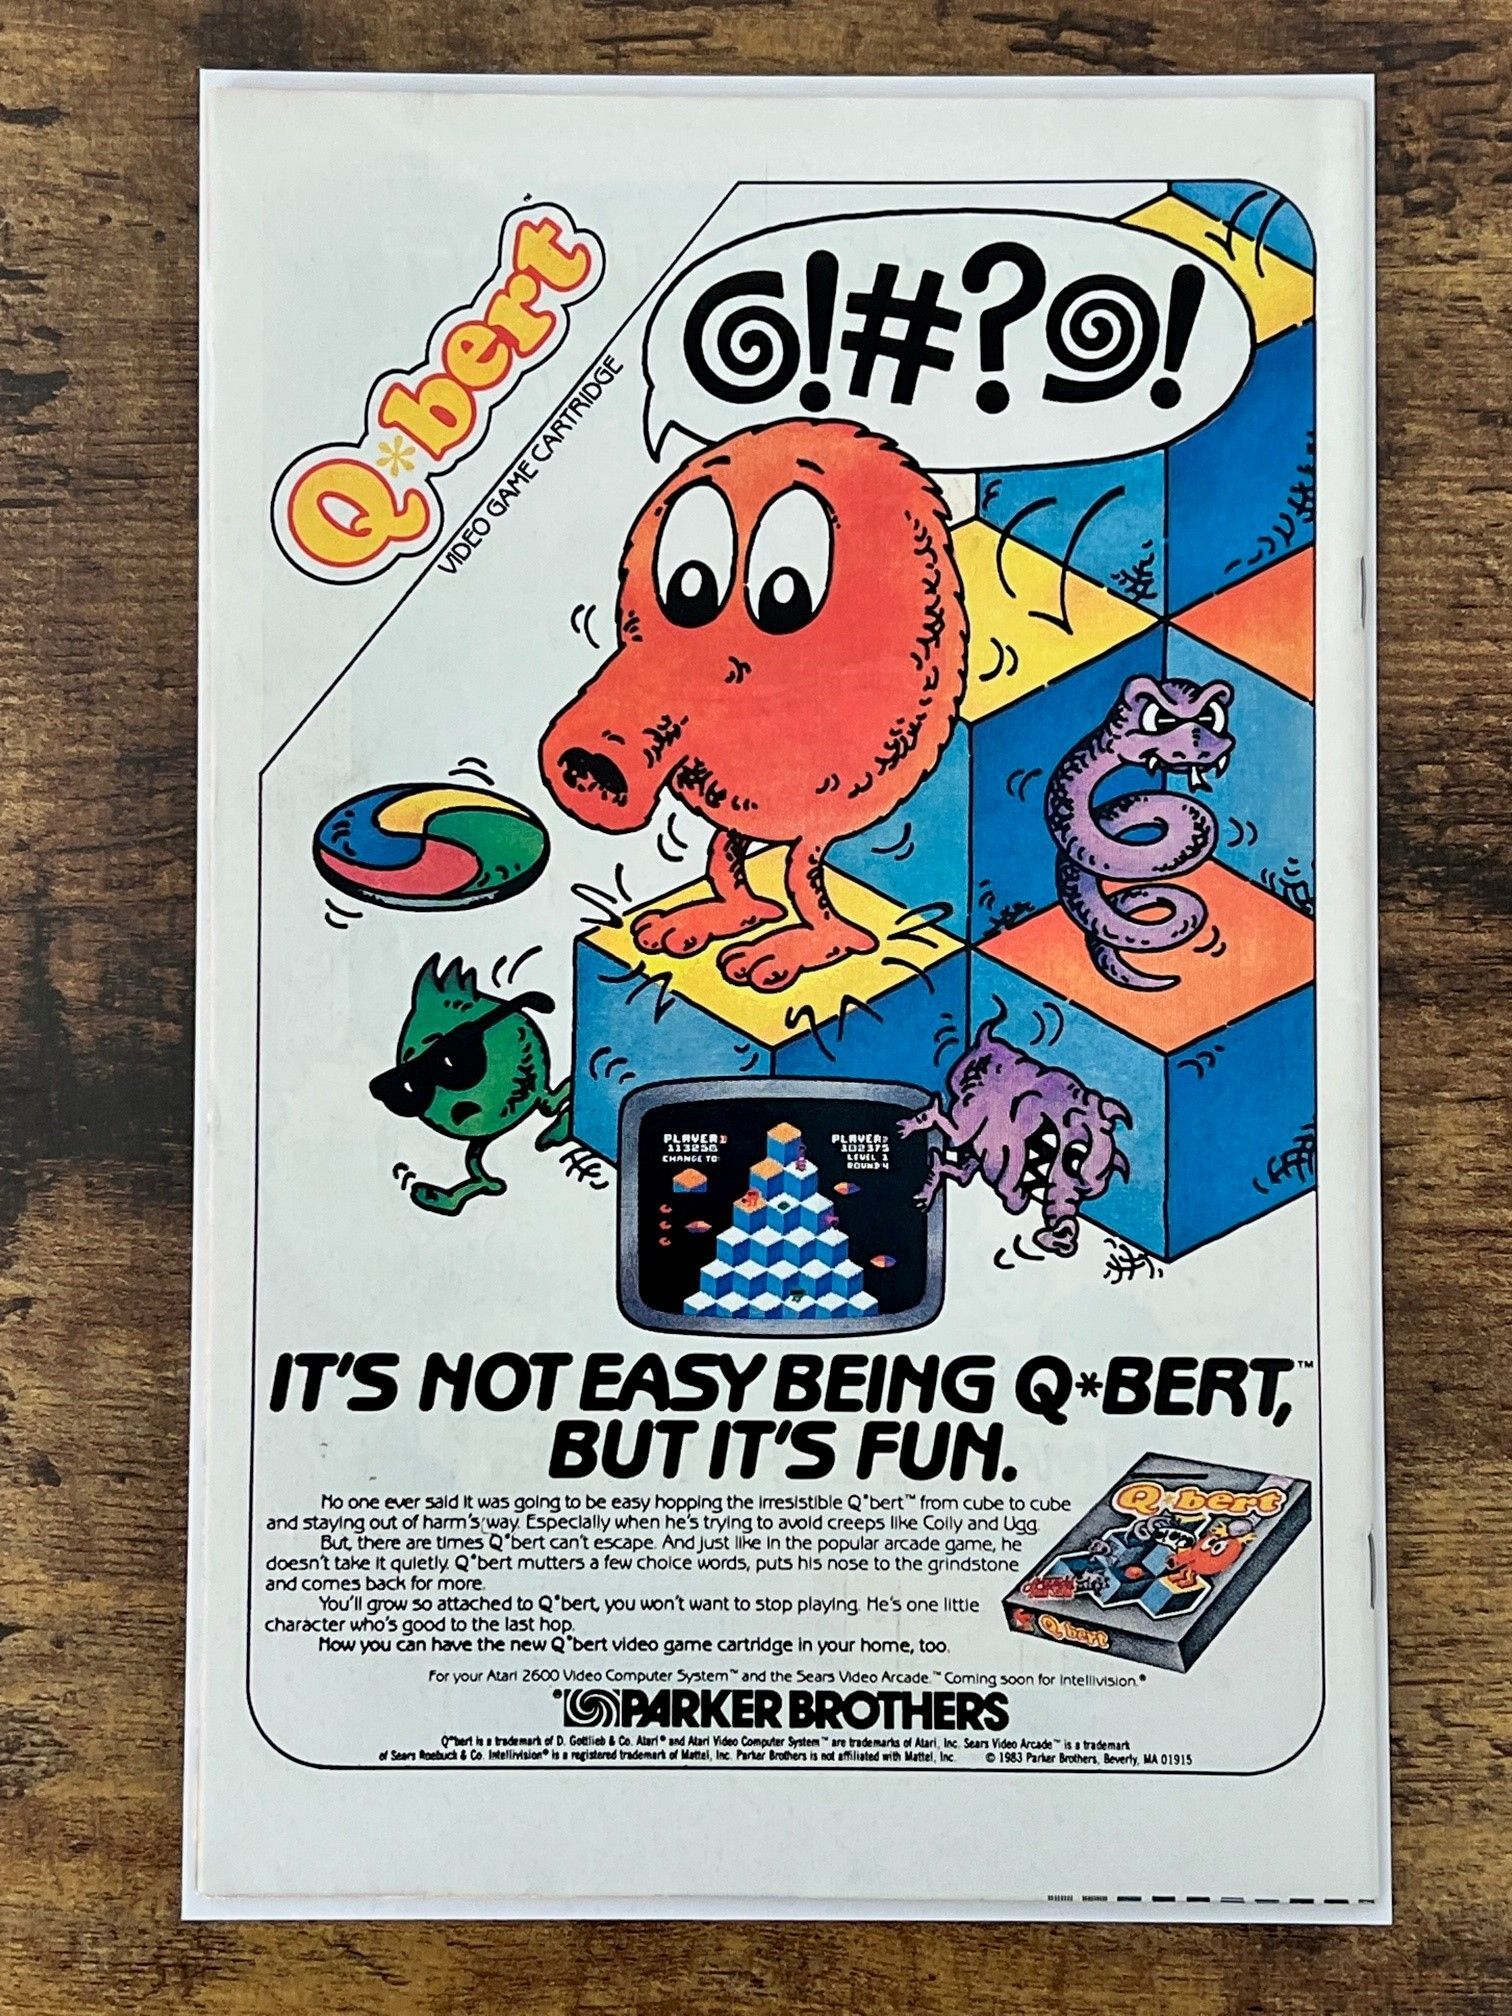 Q*bert™
VIDEO GAME CARTRIDGE
@!#?@!
PLAYER1
113250
CHANGE TO:
PLAYER2
102375
LEVEL 1
ROUND 4
IT'S NOT EASY BEING Q*BERT,™
BUT IT'S FUN.
No one ever said it was going to be easy hopping the irresistible Q*bert™ from cube to cube
and staying out of harm's way. Especially when he's trying to avoid creeps like Coily and Ugg.
But, there are times Q*bert can't escape. And just like in the popular arcade game, he
doesn't take it quietly. Q*bert mutters a few choice words, puts his nose to the grindstone
and comes back for more.
You'll grow so attached to Q*bert, you won't want to stop playing. He's one little
character who's good to the last hop.
Now you can have the new Q*bert video game cartridge in your home, too.
Q*bert
Q*bert
For your Atari 2600 Video Computer System™ and the Sears Video Arcade.™ Coming soon for Intellivision.®
PARKER BROTHERS
Q*bert is a trademark of D. Gottlieb & Co. Atari® and Atari Video Computer System™ are trademarks of Atari, Inc. Sears Video Arcade™ is a trademark
of Sears Roebuck & Co. Intellivision® is a registered trademark of Mattel, Inc. Parker Brothers is not affiliated with Mattel, Inc. © 1983 Parker Brothers, Beverly, MA 01915